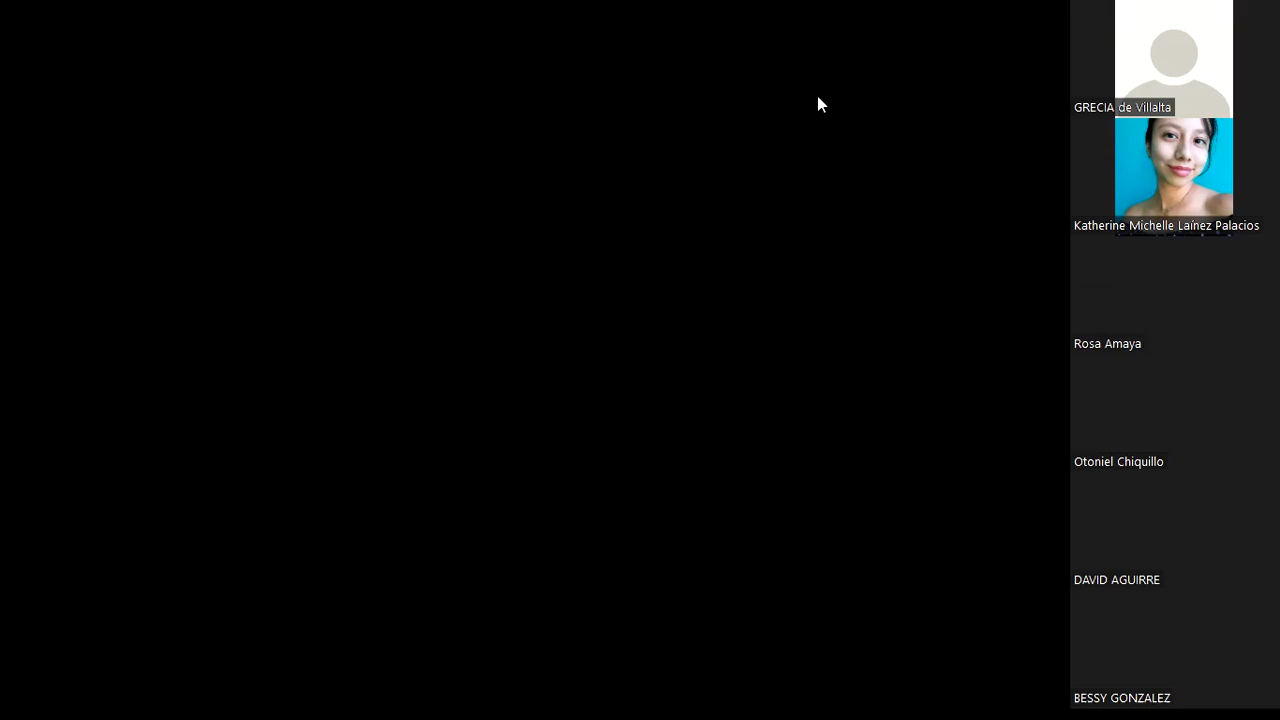 GRECIA de Villalta
Katherine Michelle Laínez Palacios
Rosa Amaya
Otoniel Chiquillo
DAVID AGUIRRE
BESSY GONZALEZ